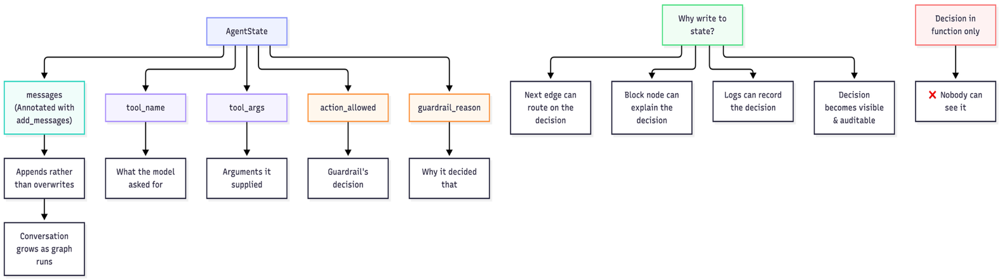 AgentState
messages
(Annotated with
add_messages)
tool_name
tool_args
action_allowed
guardrail_reason
Appends rather
than overwrites
What the model
asked for
Arguments it
supplied
Guardrail's
decision
Why it decided
that
Conversation
grows as graph
runs
Why write to
state?
Next edge can
route on the
decision
Block node can
explain the
decision
Logs can record
the decision
Decision
becomes visible
& auditable
Decision in
function only
❌ Nobody can
see it